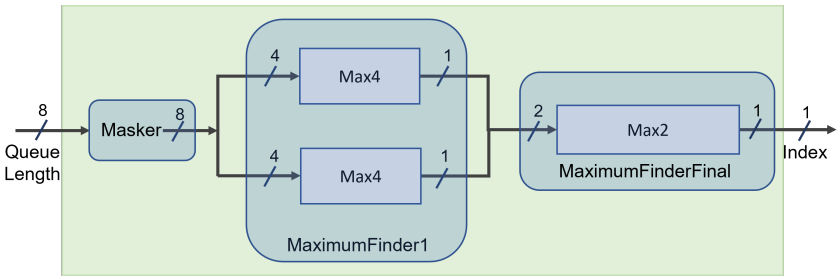 8
Queue
Length
Masker
8
4
Max4
1
4
Max4
1
MaximumFinder1
2
Max2
1
MaximumFinderFinal
1
Index